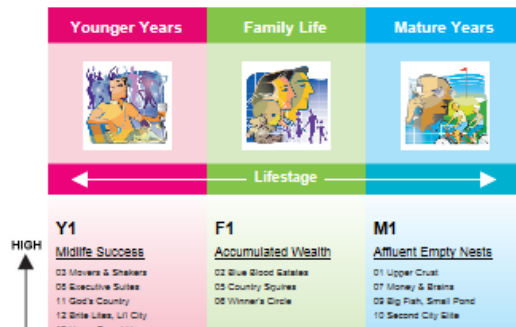 Younger Years
Family Life
Mature Years
Lifestage
HIGH
Y1
Midlife Success
03 Movers & Shakers
08 Executive Suites
11 God's Country
12 Brite Lites, Li'l City
F1
Accumulated Wealth
02 Blue Blood Estates
05 Country Squires
06 Winner's Circle
M1
Affluent Empty Nests
01 Upper Crust
07 Money & Brains
09 Big Fish, Small Pond
10 Second City Elite